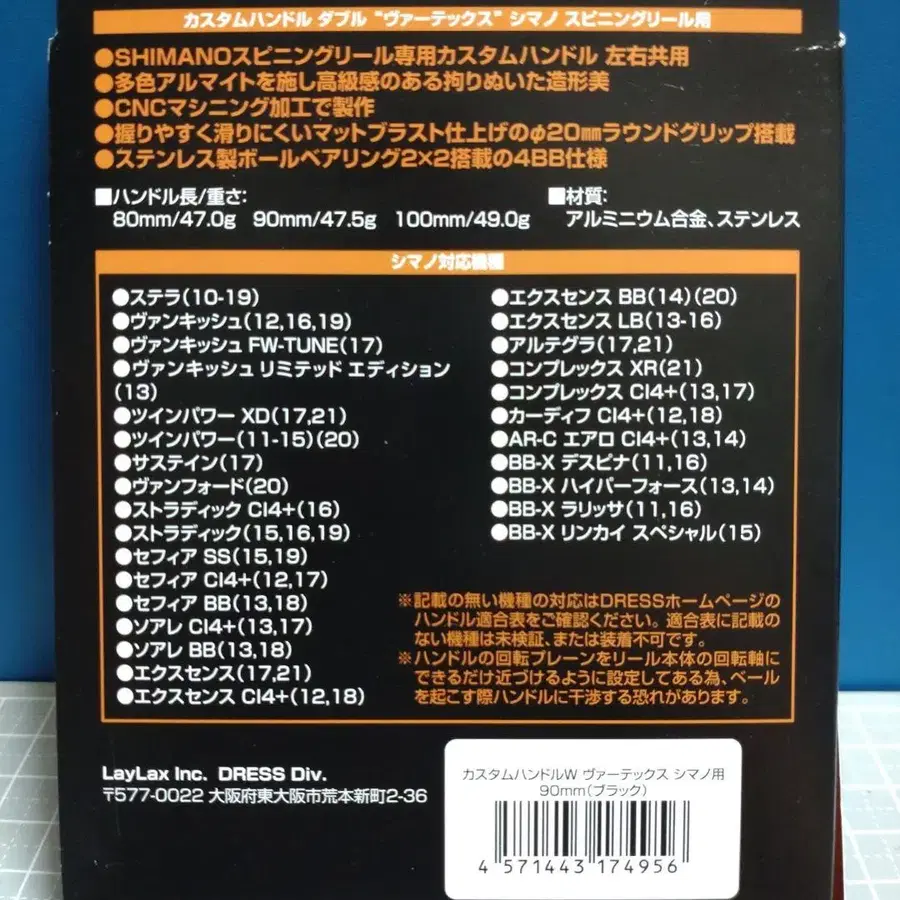 カスタムハンドル ダブル “ヴァーテックス” シマノ スピニングリール用
●SHIMANOスピニングリール専用カスタムハンドル 左右共用
●多色アルマイトを施し高級感のある拘りぬいた造形美
●CNCマシニング加工で製作
●握りやすく滑りにくいマットブラスト仕上げのφ20㎜ラウンドグリップ搭載
●ステンレス製ボールベアリング2×2搭載の4BB仕様
■ハンドル長/重さ:
80mm/47.0g 90mm/47.5g 100mm/49.0g
■材質:
アルミニウム合金、ステンレス
シマノ対応機種
●ステラ(10-19)
●ヴァンキッシュ(12,16,19)
●ヴァンキッシュ FW-TUNE(17)
●ヴァンキッシュ リミテッド エディション
(13)
●ツインパワー XD(17,21)
●ツインパワー(11-15)(20)
●サステイン(17)
●ヴァンフォード(20)
●ストラディック CI4+(16)
●ストラディック(15,16,19)
●セフィア SS(15,19)
●セフィア CI4+(12,17)
●セフィア BB(13,18)
●ソアレ CI4+(13,17)
●ソアレ BB(13,18)
●エクスセンス(17,21)
●エクスセンス CI4+(12,18)
●エクスセンス BB(14)(20)
●エクスセンス LB(13-16)
●アルテグラ(17,21)
●コンプレックス XR(21)
●コンプレックス CI4+(13,17)
●カーディフ CI4+(12,18)
●AR-C エアロ CI4+(13,14)
●BB-X デスピナ(11,16)
●BB-X ハイパーフォース(13,14)
●BB-X ラリッサ(11,16)
●BB-X リンカイ スペシャル(15)
※記載の無い機種の対応はDRESSホームページの
ハンドル適合表をご確認ください。適合表に記載の
ない機種は未検証、または装着不可です。
※ハンドルの回転プレーンをリール本体の回転軸に
できるだけ近づけるように設定してある為、ベール
を起こす際ハンドルに干渉する恐れがあります。
LayLax Inc. DRESS Div.
〒577-0022 大阪府東大阪市荒本新町2-36
カスタムハンドルW ヴァーテックス シマノ用
90mm(ブラック)
4 571443 174956